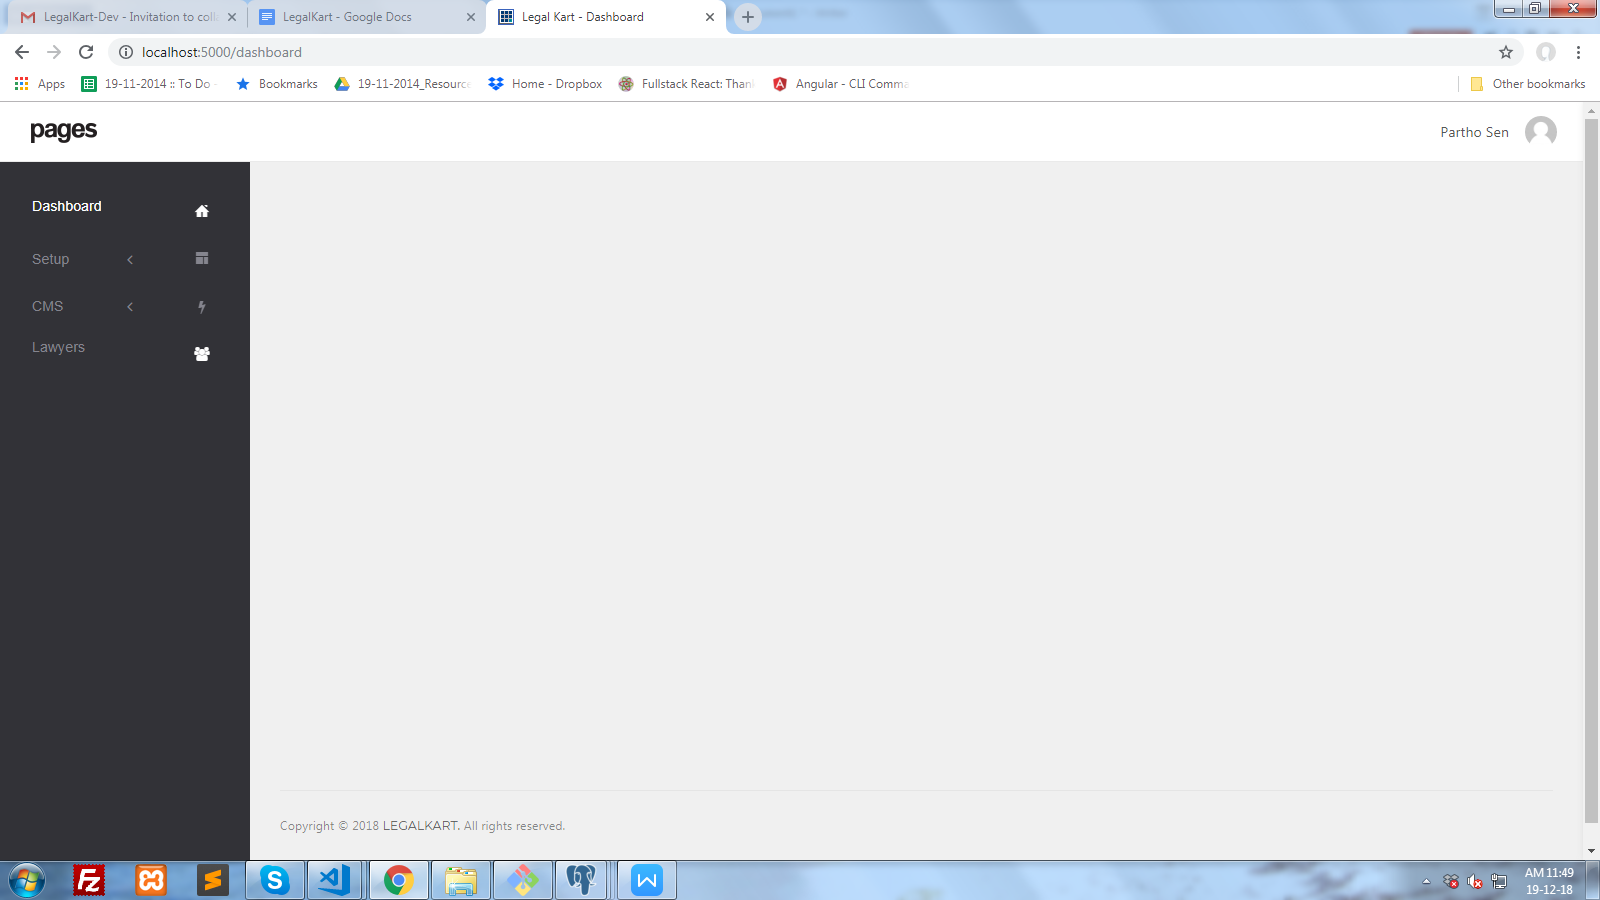 LegalKart-Dev - Invitation to coll
LegalKart - Google Docs
Legal Kart - Dashboard
localhost:5000/dashboard
Apps
19-11-2014 :: To Do -
Bookmarks
19-11-2014_Resource
Home - Dropbox
Fullstack React: Than
Angular - CLI Comma
Other bookmarks
pages
Partho Sen
Dashboard
Setup
CMS
Lawyers
Copyright © 2018 LEGALKART. All rights reserved.
AM 11:49
19-12-18